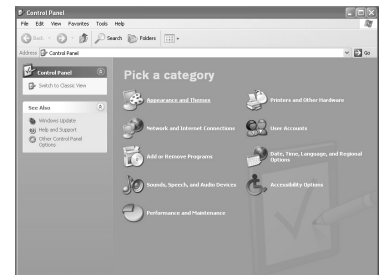 Control Panel
File Edit View Favorites Tools Help
Back Search Folders
Address Control Panel Go
Control Panel
Switch to Classic View
See Also
Windows Update
Help and Support
Other Control Panel
Options
Pick a category
Appearance and Themes
Printers and Other Hardware
Network and Internet Connections
User Accounts
Add or Remove Programs
Date, Time, Language, and Regional
Options
Sounds, Speech, and Audio Devices
Accessibility Options
Performance and Maintenance